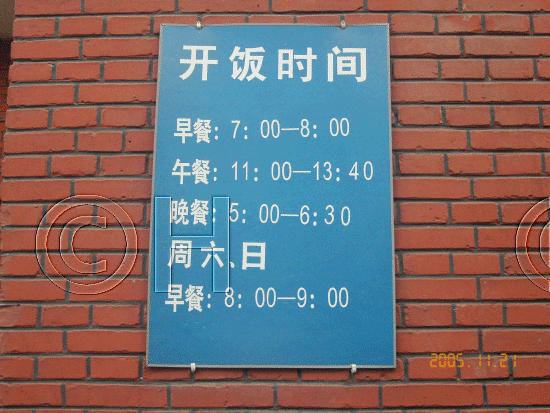 开饭时间
早餐: 7: 00—8: 00
午餐: 11: 00—13: 40
晚餐: 5: 00—6: 30
周六、日
早餐: 8: 00—9: 00
© H ©
2005.11.21